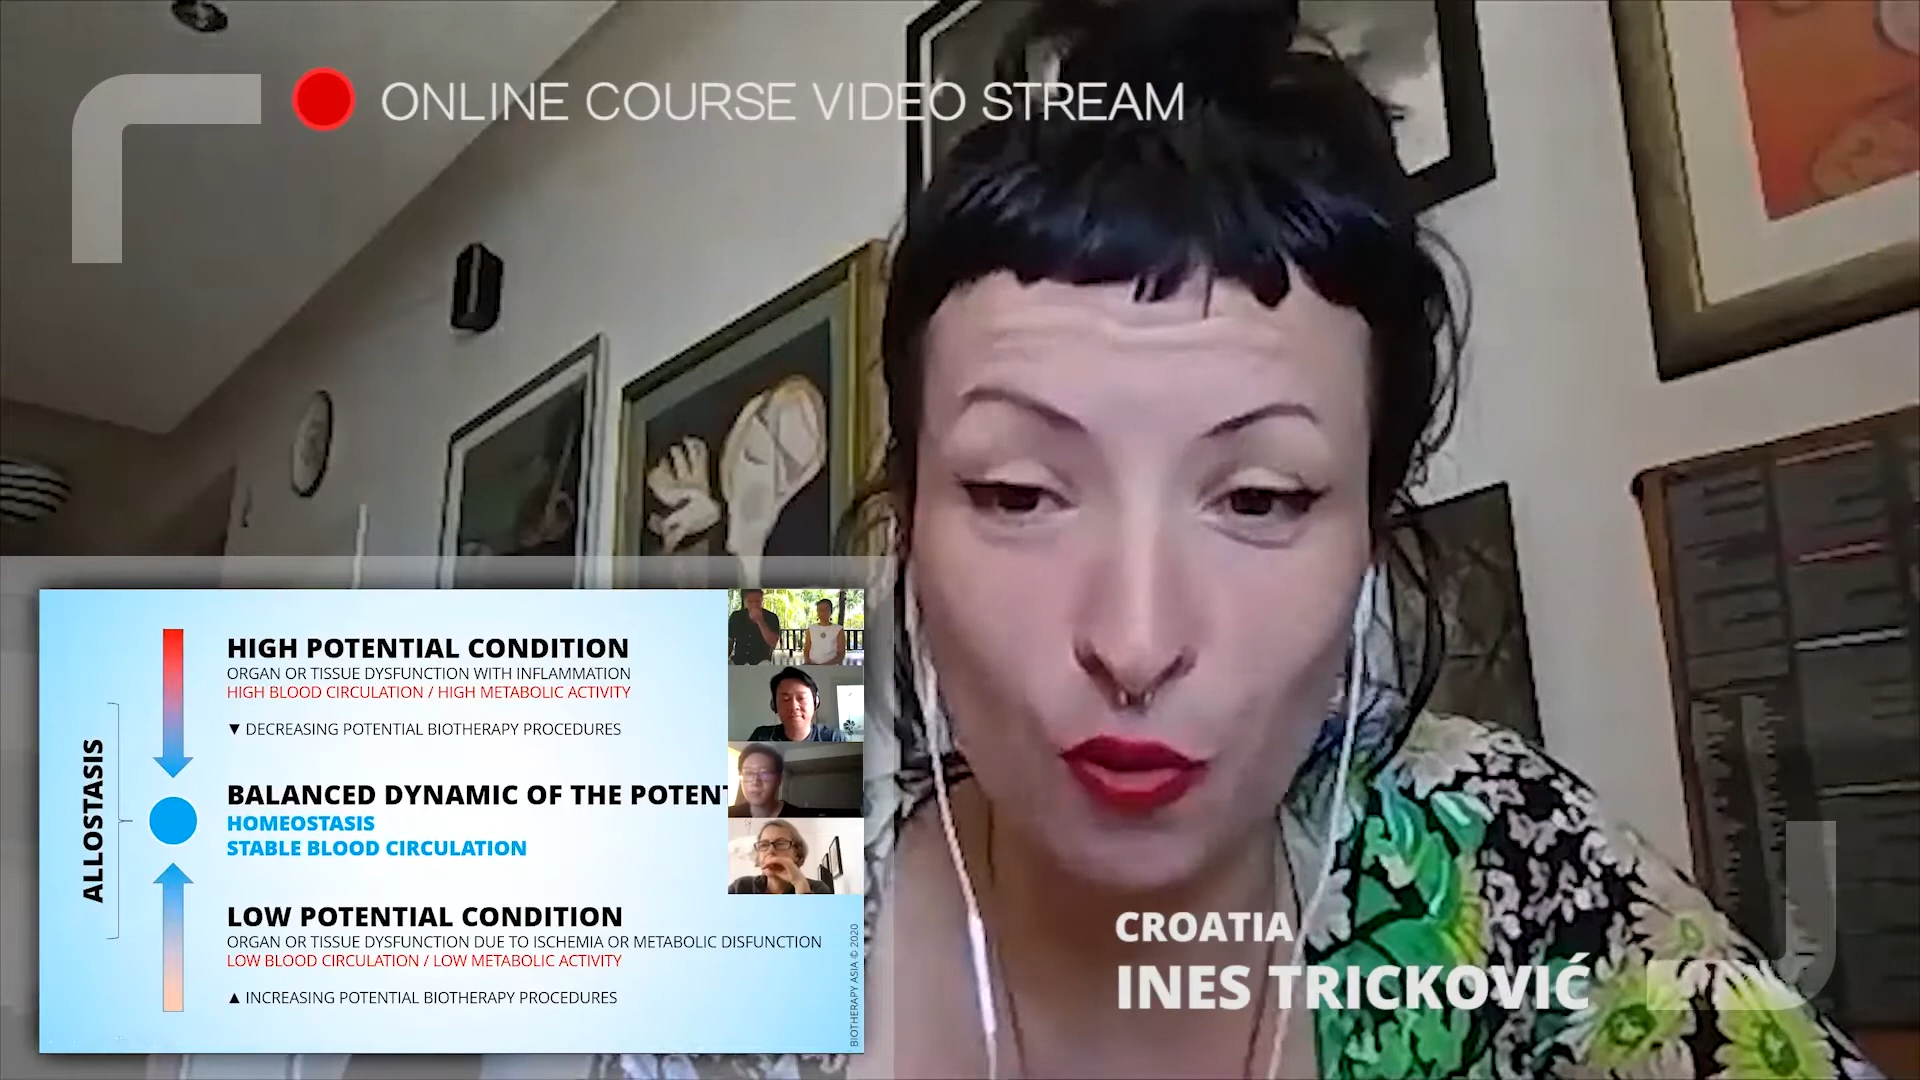 ONLINE COURSE VIDEO STREAM
HIGH POTENTIAL CONDITION
ORGAN OR TISSUE DYSFUNCTION WITH INFLAMMATION
HIGH BLOOD CIRCULATION / HIGH METABOLIC ACTIVITY
▼ DECREASING POTENTIAL BIOTHERAPY PROCEDURES
ALLOSTASIS
BALANCED DYNAMIC OF THE POTENT
HOMEOSTASIS
STABLE BLOOD CIRCULATION
LOW POTENTIAL CONDITION
ORGAN OR TISSUE DYSFUNCTION DUE TO ISCHEMIA OR METABOLIC DISFUNCTION
LOW BLOOD CIRCULATION / LOW METABOLIC ACTIVITY
▲ INCREASING POTENTIAL BIOTHERAPY PROCEDURES
BIOTHERAPY ASIA © 2020
CROATIA
INES TRICKOVIĆ